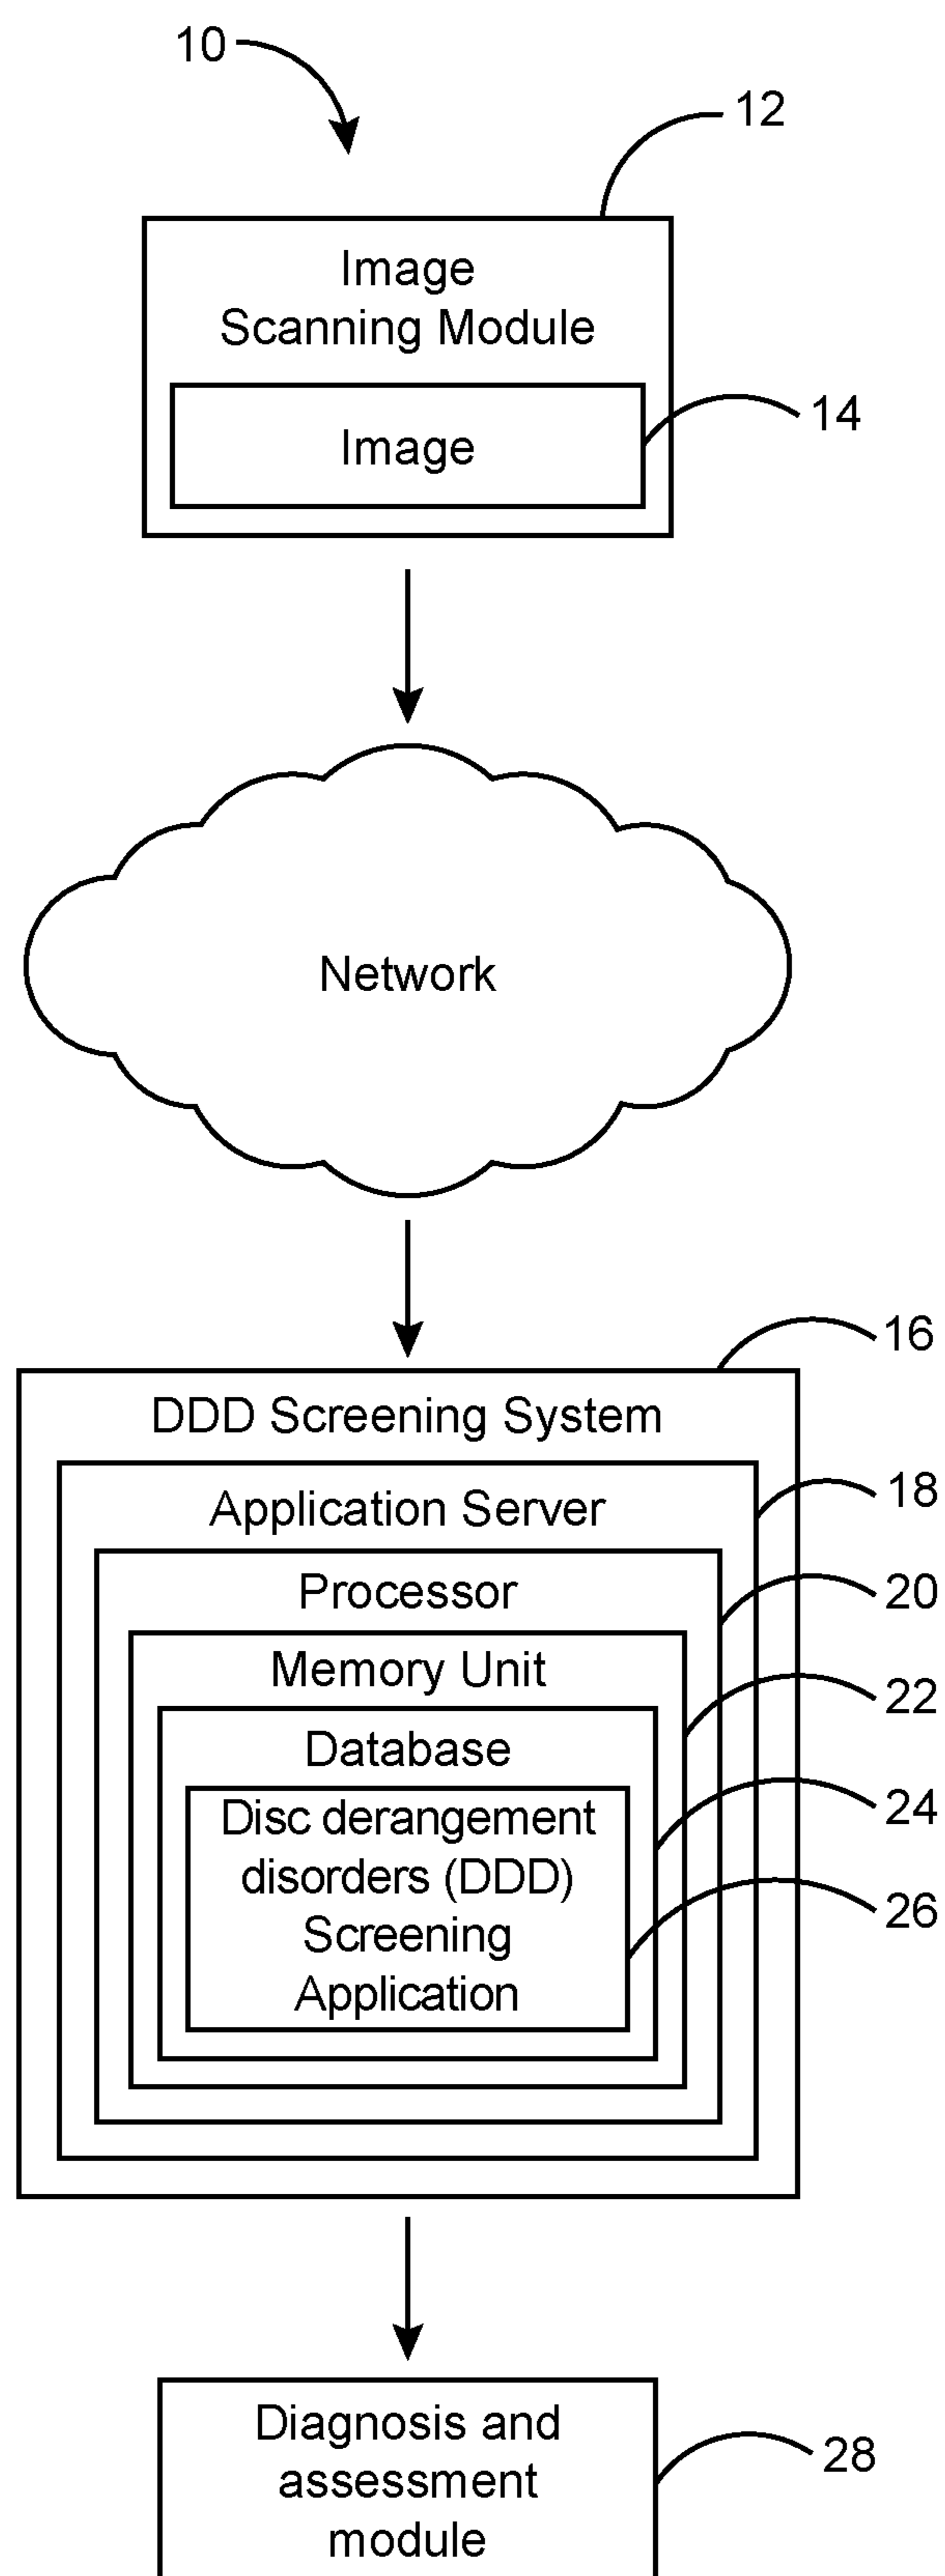 10
12
Image
Scanning Module
Image
14
Network
16
DDD Screening System
Application Server
18
Processor
20
Memory Unit
22
Database
24
Disc derangement
disorders (DDD)
Screening
Application
26
Diagnosis and
assessment
module
28